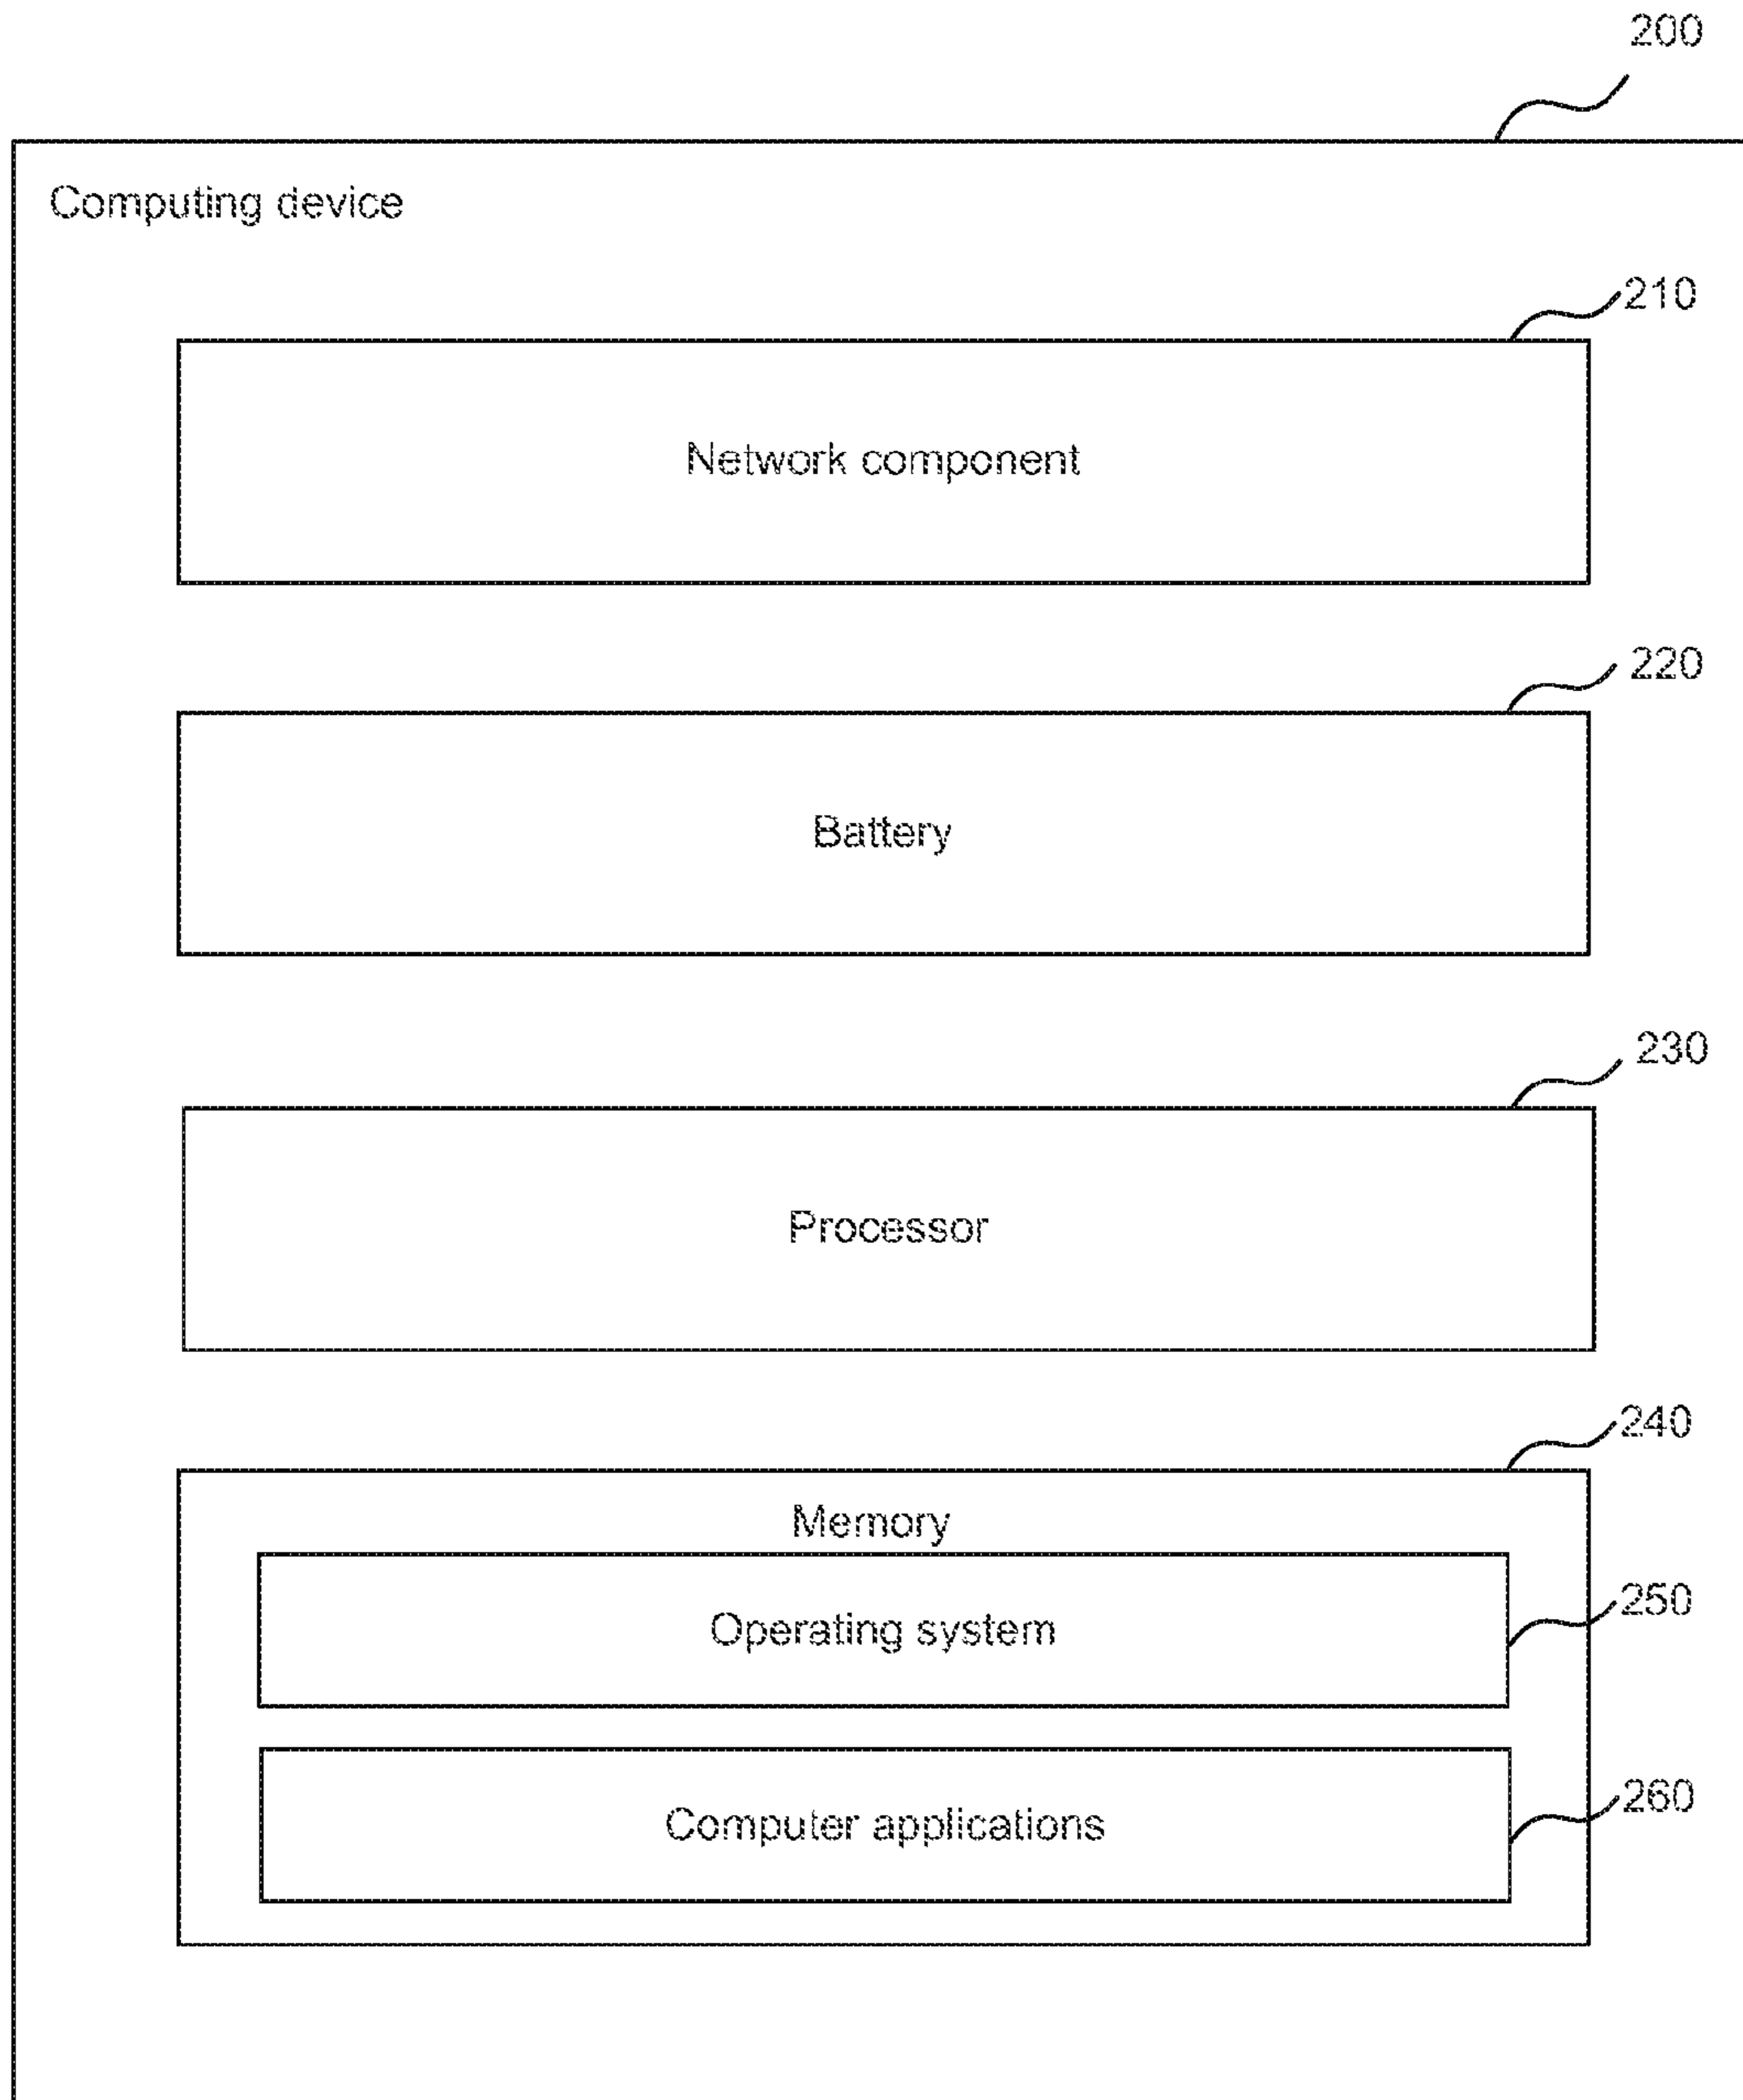 200
Computing device
210
Network component
220
Battery
230
Processor
240
Memory
250
Operating system
260
Computer applications